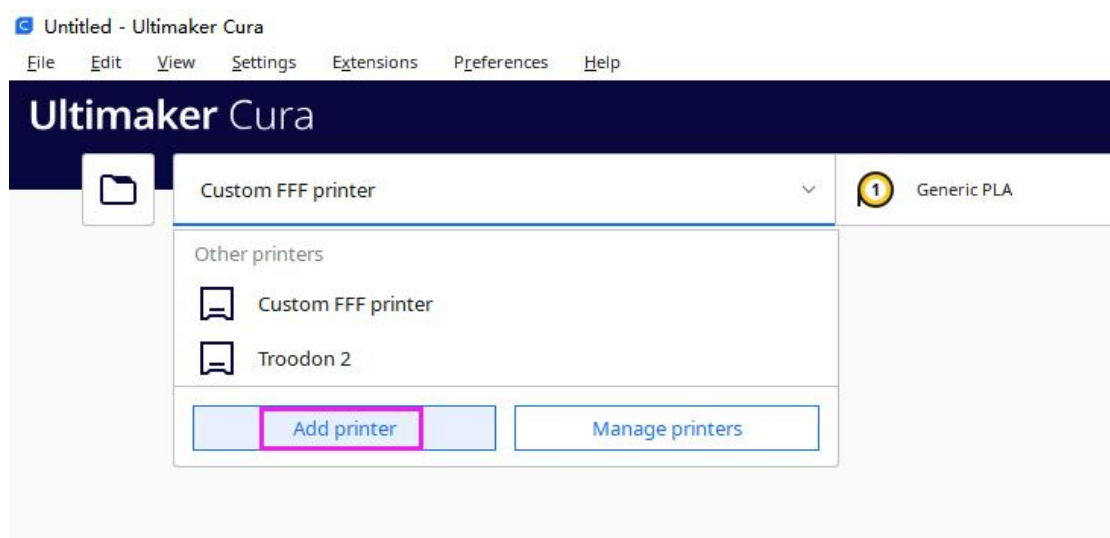 Untitled - Ultimaker Cura
File Edit View Settings Extensions Preferences Help
Ultimaker Cura
Custom FFF printer
1 Generic PLA
Other printers
Custom FFF printer
Troodon 2
Add printer Manage printers